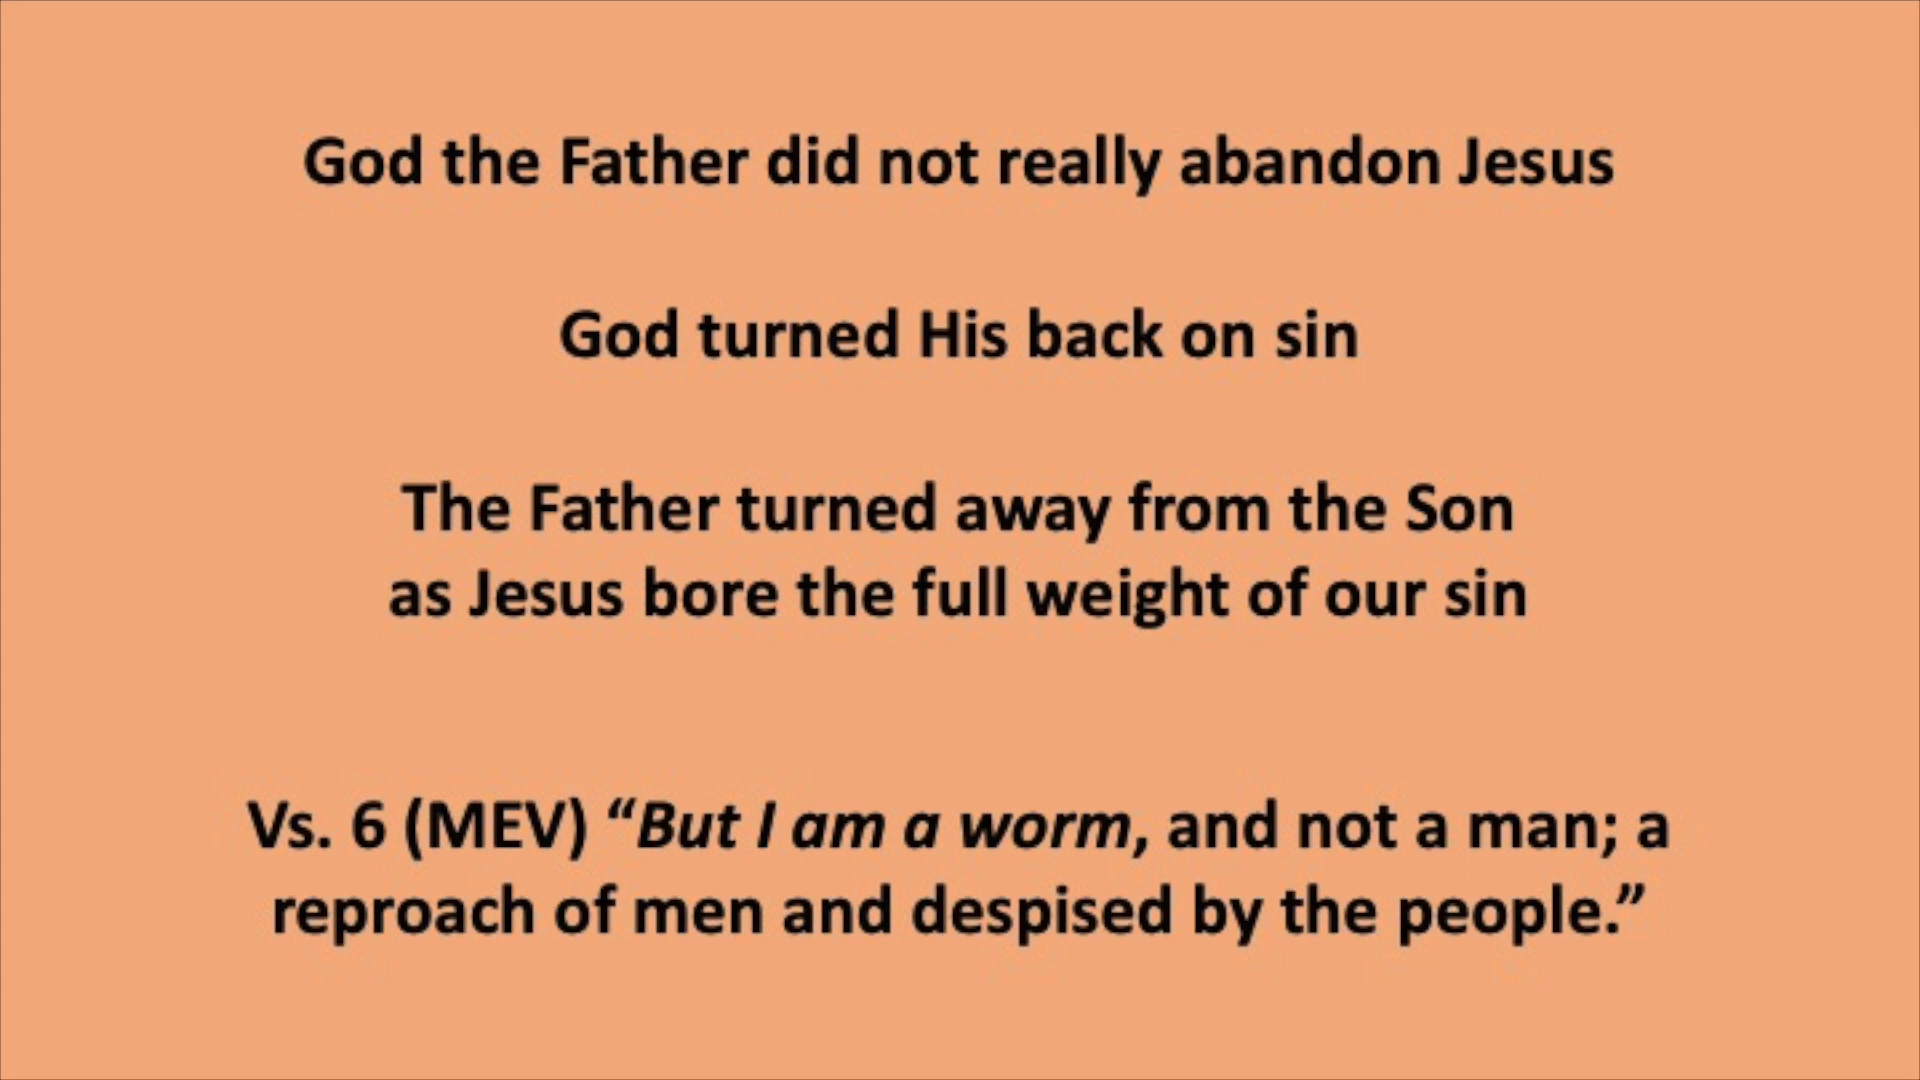 God the Father did not really abandon Jesus
God turned His back on sin
The Father turned away from the Son
as Jesus bore the full weight of our sin
Vs. 6 (MEV) “But I am a worm, and not a man; a
reproach of men and despised by the people.”